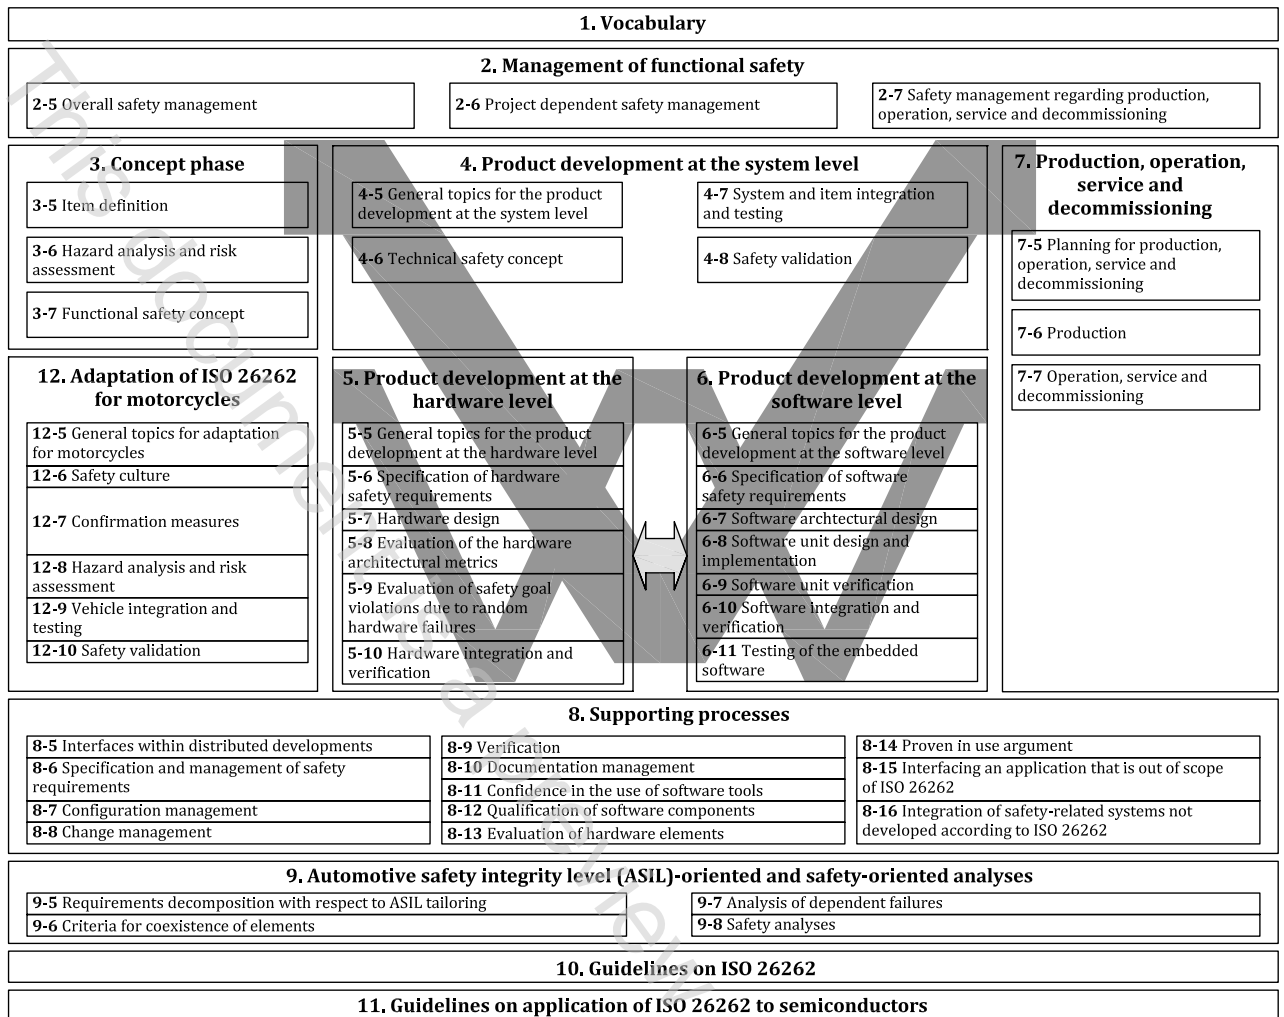 1. Vocabulary
2. Management of functional safety
2-5 Overall safety management
2-6 Project dependent safety management
2-7 Safety management regarding production,
operation, service and decommissioning
3. Concept phase
3-5 Item definition
3-6 Hazard analysis and risk
assessment
3-7 Functional safety concept
4. Product development at the system level
4-5 General topics for the product
development at the system level
4-6 Technical safety concept
4-7 System and item integration
and testing
4-8 Safety validation
7. Production, operation,
service and
decommissioning
7-5 Planning for production,
operation, service and
decommissioning
7-6 Production
7-7 Operation, service and
decommissioning
12. Adaptation of ISO 26262
for motorcycles
12-5 General topics for adaptation
for motorcycles
12-6 Safety culture
12-7 Confirmation measures
12-8 Hazard analysis and risk
assessment
12-9 Vehicle integration and
testing
12-10 Safety validation
5. Product development at the
hardware level
5-5 General topics for the product
development at the hardware level
5-6 Specification of hardware
safety requirements
5-7 Hardware design
5-8 Evaluation of the hardware
architectural metrics
5-9 Evaluation of safety goal
violations due to random
hardware failures
5-10 Hardware integration and
verification
6. Product development at the
software level
6-5 General topics for the product
development at the software level
6-6 Specification of software
safety requirements
6-7 Software archtectural design
6-8 Software unit design and
implementation
6-9 Software unit verification
6-10 Software integration and
verification
6-11 Testing of the embedded
software
8. Supporting processes
8-5 Interfaces within distributed developments
8-6 Specification and management of safety
requirements
8-7 Configuration management
8-8 Change management
8-9 Verification
8-10 Documentation management
8-11 Confidence in the use of software tools
8-12 Qualification of software components
8-13 Evaluation of hardware elements
8-14 Proven in use argument
8-15 Interfacing an application that is out of scope
of ISO 26262
8-16 Integration of safety-related systems not
developed according to ISO 26262
9. Automotive safety integrity level (ASIL)-oriented and safety-oriented analyses
9-5 Requirements decomposition with respect to ASIL tailoring
9-6 Criteria for coexistence of elements
9-7 Analysis of dependent failures
9-8 Safety analyses
10. Guidelines on ISO 26262
11. Guidelines on application of ISO 26262 to semiconductors
This document is a preview